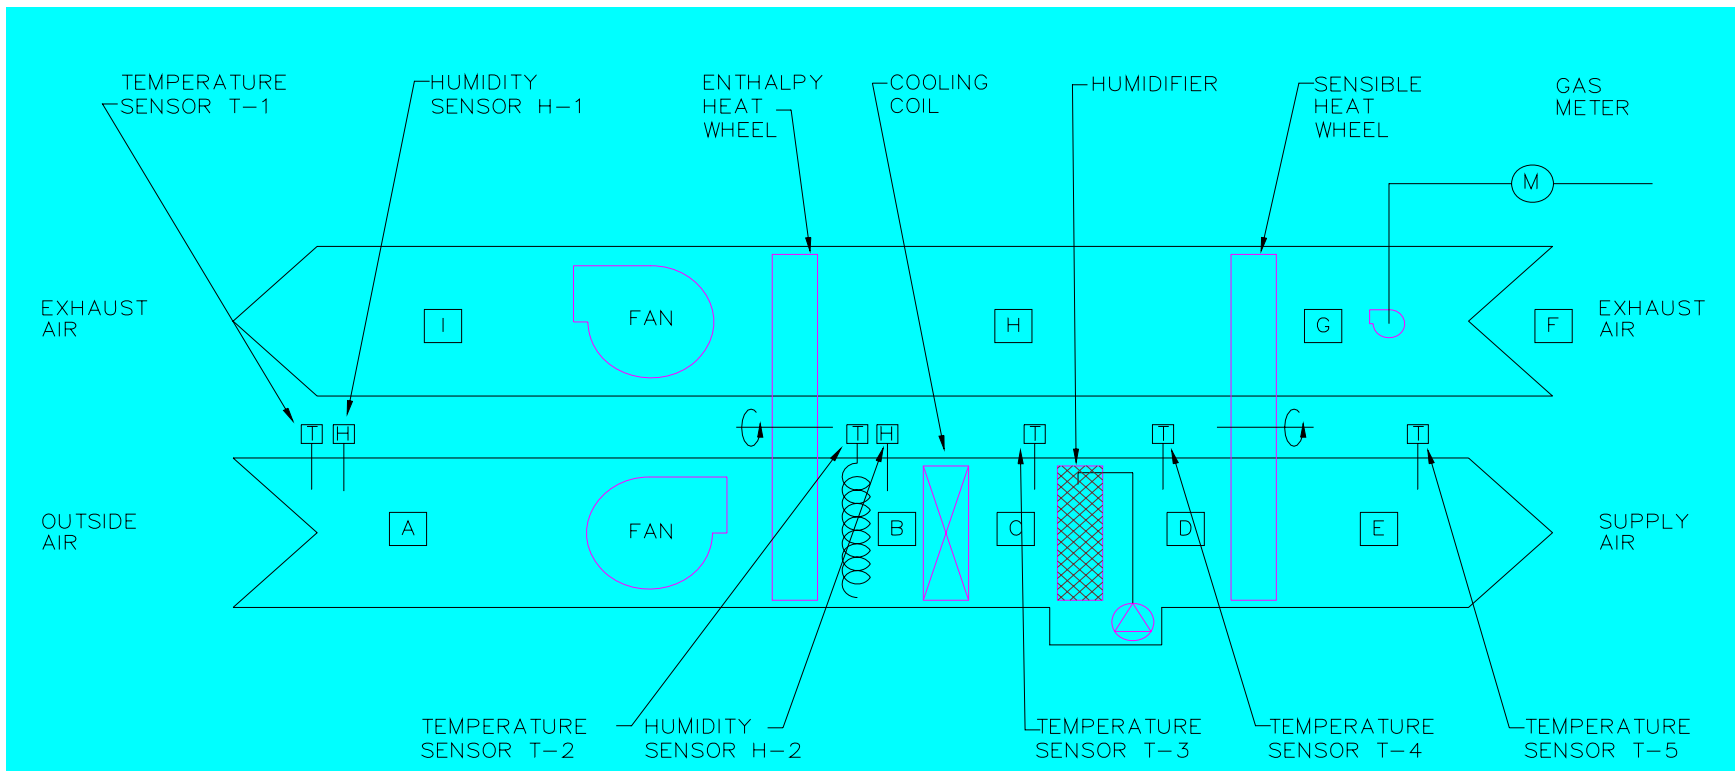 TEMPERATURE
SENSOR T-1
HUMIDITY
SENSOR H-1
ENTHALPY
HEAT
WHEEL
COOLING
COIL
HUMIDIFIER
SENSIBLE
HEAT
WHEEL
GAS
METER
M
EXHAUST
AIR
I
FAN
H
G
F
EXHAUST
AIR
T
H
T
H
T
T
T
OUTSIDE
AIR
A
FAN
B
C
D
E
SUPPLY
AIR
TEMPERATURE
SENSOR T-2
HUMIDITY
SENSOR H-2
TEMPERATURE
SENSOR T-3
TEMPERATURE
SENSOR T-4
TEMPERATURE
SENSOR T-5